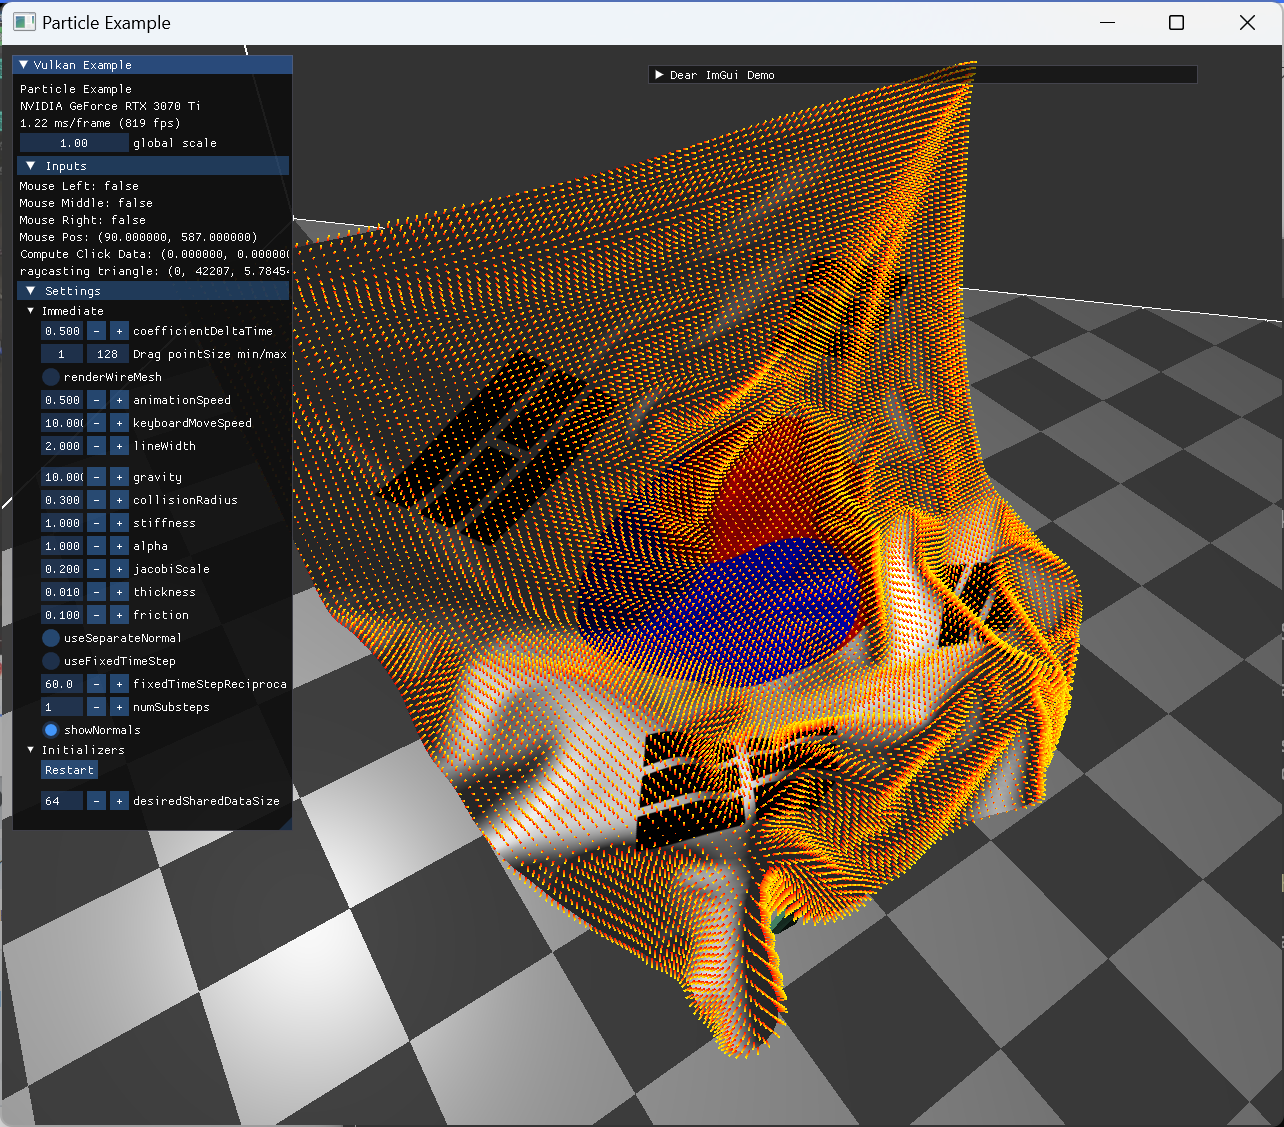 Particle Example
Vulkan Example
Dear ImGui Demo
Particle Example
NVIDIA GeForce RTX 3070 Ti
1.22 ms/frame (819 fps)
1.00 global scale
Inputs
Mouse Left: false
Mouse Middle: false
Mouse Right: false
Mouse Pos: (90.000000, 587.000000)
Compute Click Data: (0.000000, 0.000000
raycasting triangle: (0, 42207, 5.7845
Settings
Immediate
0.500 - + coefficientDeltaTime
1 128 Drag pointSize min/max
renderWireMesh
0.500 - + animationSpeed
10.00 - + keyboardMoveSpeed
2.000 - + lineWidth
10.00 - + gravity
0.300 - + collisionRadius
1.000 - + stiffness
1.000 - + alpha
0.200 - + jacobiScale
0.010 - + thickness
0.100 - + friction
useSeparateNormal
useFixedTimeStep
60.0 - + fixedTimeStepReciproca
1 - + numSubsteps
showNormals
Initializers
Restart
64 - + desiredSharedDataSize